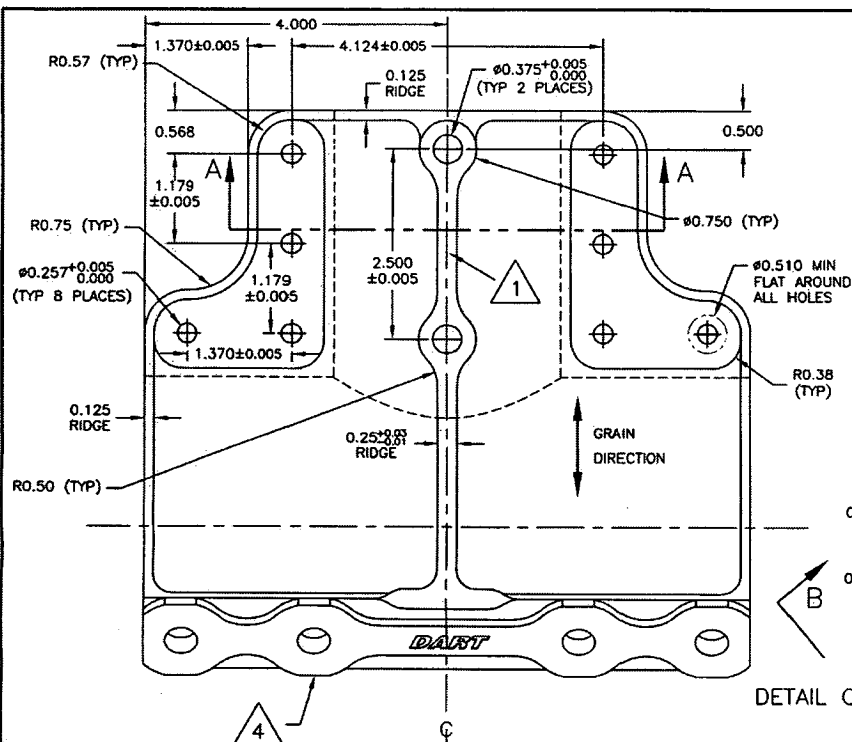 4.000
1.370±0.005
4.124±0.005
R0.57 (TYP)
0.125
RIDGE
ø0.375+0.005
0.000
(TYP 2 PLACES)
0.568
0.500
A
A
1.179
±0.005
R0.75 (TYP)
ø0.750 (TYP)
ø0.257+0.005
0.000
(TYP 8 PLACES)
1.179
±0.005
2.500
±0.005
1
ø0.510 MIN
FLAT AROUND
ALL HOLES
1.370±0.005
R0.38
(TYP)
0.125
RIDGE
0.25+0.03
-0.01
RIDGE
GRAIN
DIRECTION
R0.50 (TYP)
0
0
B
DART
DETAIL C
4
℄